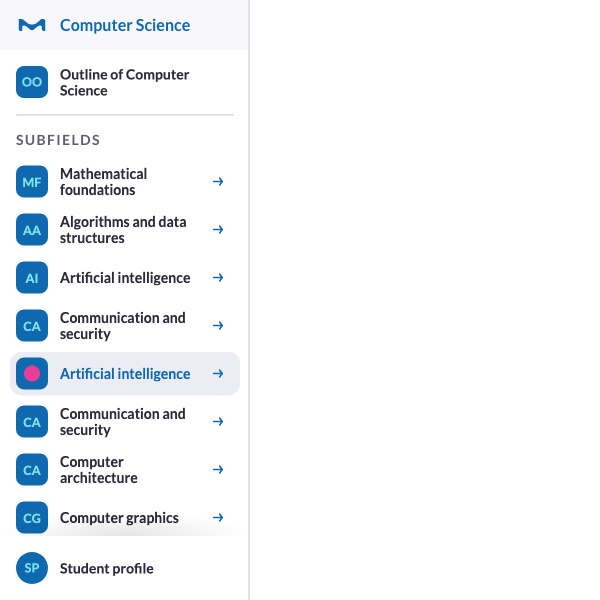 Computer Science
OO
Outline of Computer
Science
SUBFIELDS
MF
Mathematical
foundations
AA
Algorithms and data
structures
AI
Artificial intelligence
CA
Communication and
security
Artificial intelligence
CA
Communication and
security
CA
Computer
architecture
CG
Computer graphics
SP
Student profile